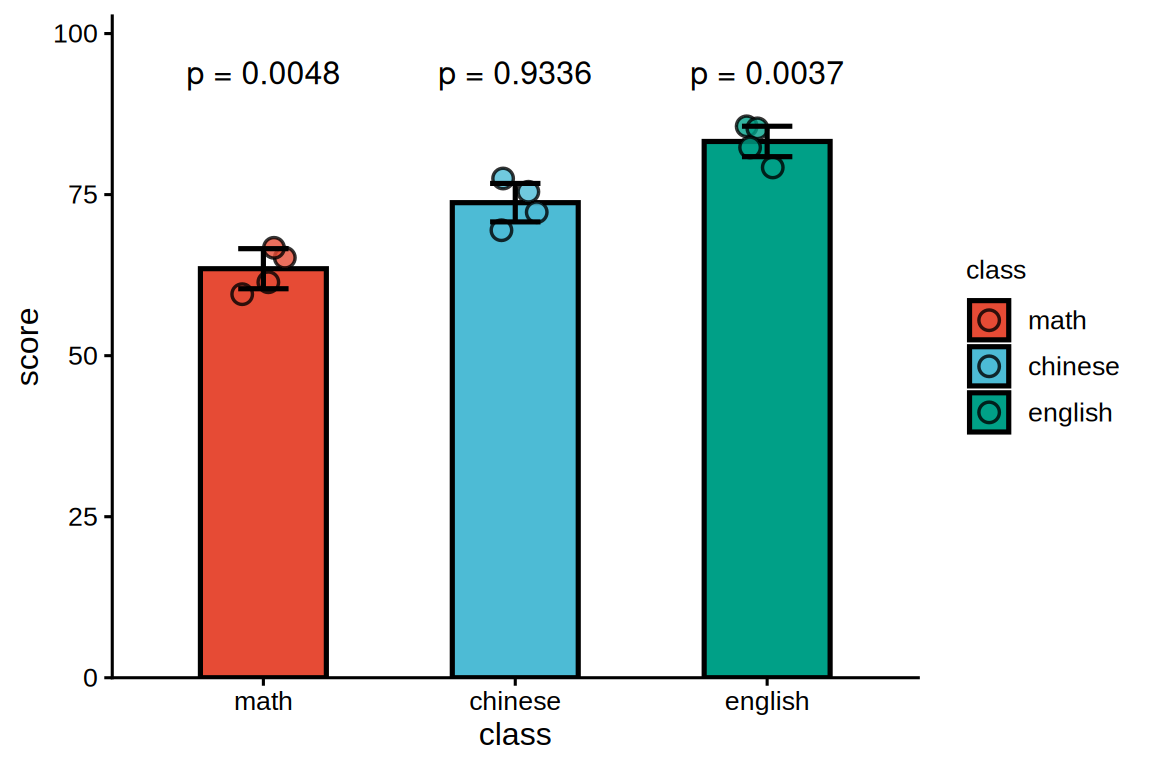 100
75
50
25
0
score
p = 0.0048
p = 0.9336
p = 0.0037
math
chinese
english
class
class
math
chinese
english